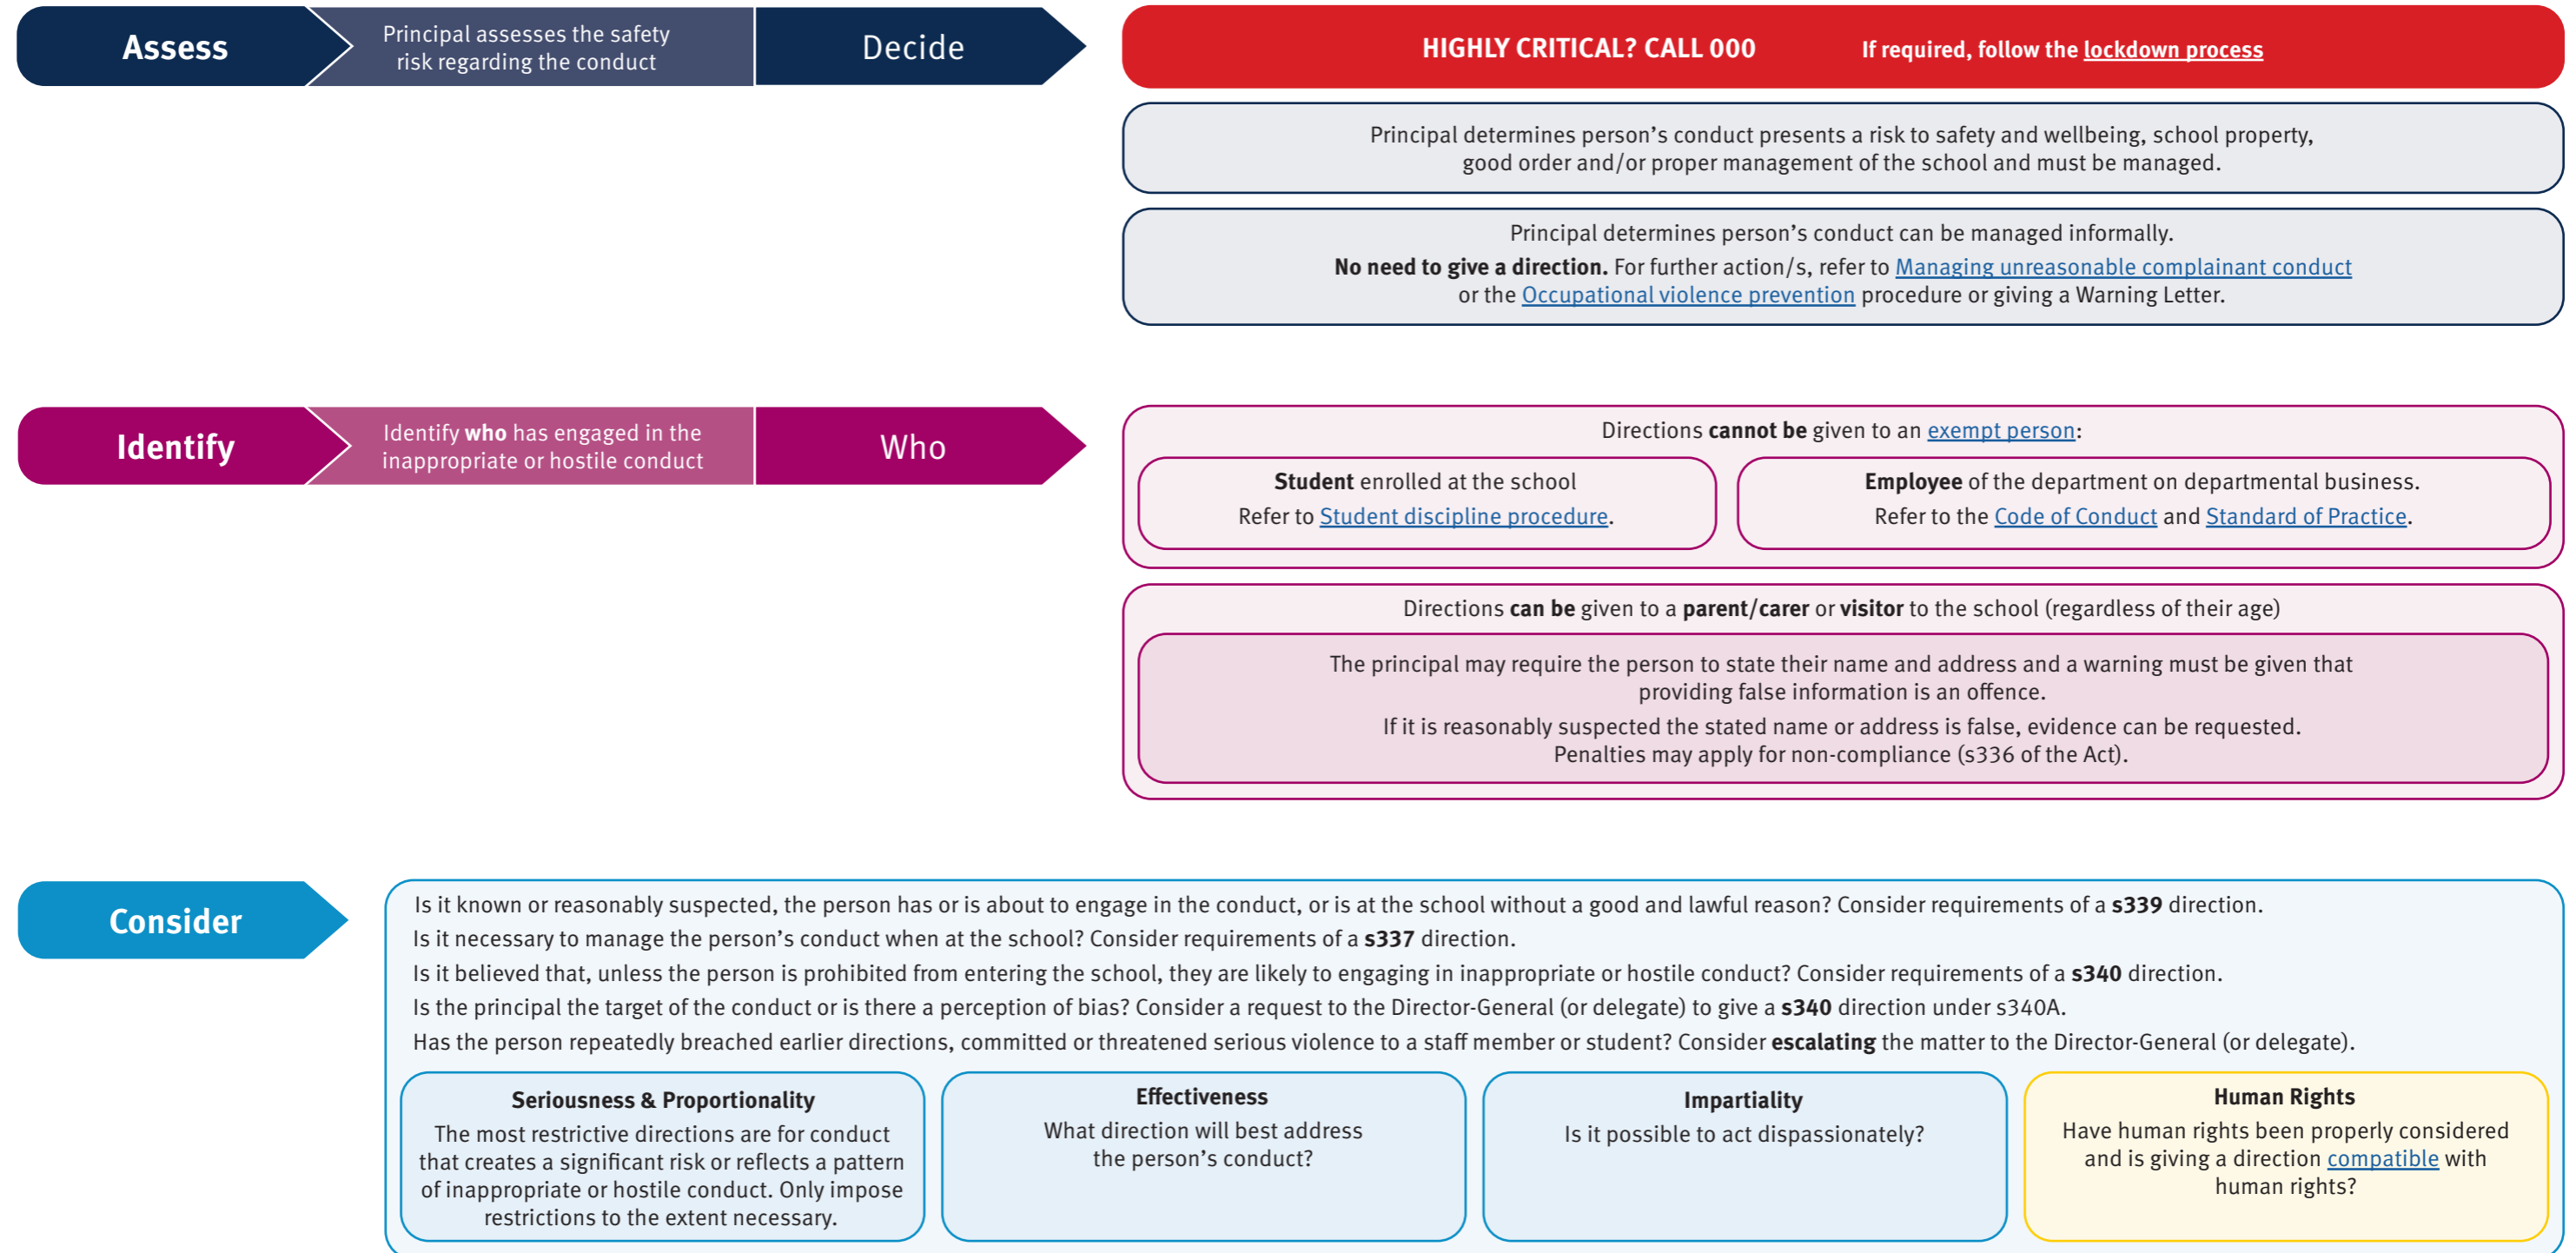 Assess
Principal assesses the safety
risk regarding the conduct
Decide
HIGHLY CRITICAL? CALL 000
If required, follow the lockdown process
Principal determines person's conduct presents a risk to safety and wellbeing, school property,
good order and/or proper management of the school and must be managed.
Principal determines person's conduct can be managed informally.
No need to give a direction. For further action/s, refer to Managing unreasonable complainant conduct
or the Occupational violence prevention procedure or giving a Warning Letter.
Identify
Identify who has engaged in the
inappropriate or hostile conduct
Who
Directions cannot be given to an exempt person:
Student enrolled at the school
Refer to Student discipline procedure.
Employee of the department on departmental business.
Refer to the Code of Conduct and Standard of Practice.
Directions can be given to a parent/carer or visitor to the school (regardless of their age)
The principal may require the person to state their name and address and a warning must be given that
providing false information is an offence.
If it is reasonably suspected the stated name or address is false, evidence can be requested.
Penalties may apply for non-compliance (s336 of the Act).
Consider
Is it known or reasonably suspected, the person has or is about to engage in the conduct, or is at the school without a good and lawful reason? Consider requirements of a s339 direction.
Is it necessary to manage the person's conduct when at the school? Consider requirements of a s337 direction.
Is it believed that, unless the person is prohibited from entering the school, they are likely to engaging in inappropriate or hostile conduct? Consider requirements of a s340 direction.
Is the principal the target of the conduct or is there a perception of bias? Consider a request to the Director-General (or delegate) to give a s340 direction under s340A.
Has the person repeatedly breached earlier directions, committed or threatened serious violence to a staff member or student? Consider escalating the matter to the Director-General (or delegate).
Seriousness & Proportionality
The most restrictive directions are for conduct
that creates a significant risk or reflects a pattern
of inappropriate or hostile conduct. Only impose
restrictions to the extent necessary.
Effectiveness
What direction will best address
the person's conduct?
Impartiality
Is it possible to act dispassionately?
Human Rights
Have human rights been properly considered
and is giving a direction compatible with
human rights?